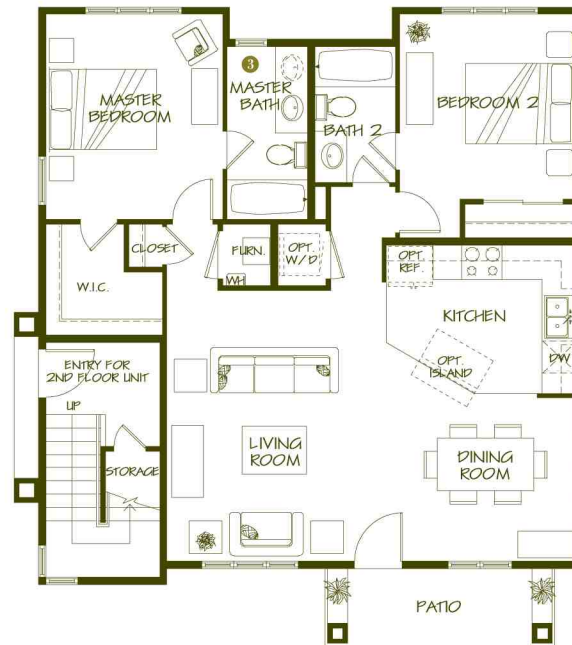 3
MASTER
BEDROOM
MASTER
BATH
BATH 2
BEDROOM 2
CLOSET
FURN.
WH
OPT.
W/D
OPT.
REF.
W.I.C.
KITCHEN
OPT.
ISLAND
DW
ENTRY FOR
2ND FLOOR UNIT
UP
STORAGE
LIVING
ROOM
DINING
ROOM
PATIO